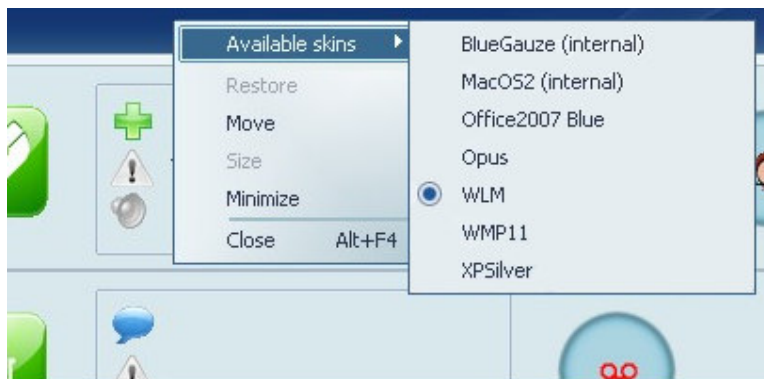 Available skins
Restore
Move
Size
Minimize
Close Alt+F4
BlueGauze (internal)
MacOS2 (internal)
Office2007 Blue
Opus
WLM
WMP11
XPSilver